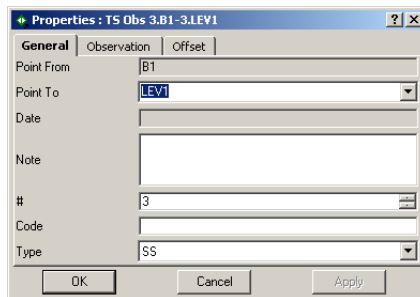 Properties : TS Obs 3.B1-3.LEV1
General Observation Offset
Point From B1
Point To LEV1
Date
Note
# 3
Code
Type SS
OK Cancel Apply